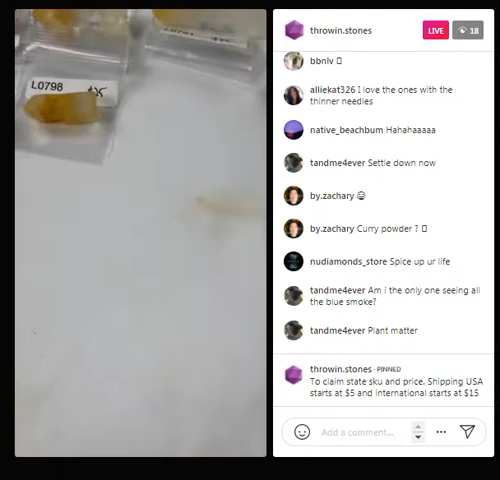 throwin.stones
LIVE
18
bbnlv
alliekat326 I love the ones with the
thinner needles
native_beachbum Hahahaaaaa
tandme4ever Settle down now
by.zachary
by.zachary Curry powder ?
nudiamonds_store Spice up ur life
tandme4ever Am i the only one seeing all
the blue smoke?
tandme4ever Plant matter
throwin.stones · PINNED
To claim state sku and price. Shipping USA
starts at $5 and international starts at $15
Add a comment...
L0798